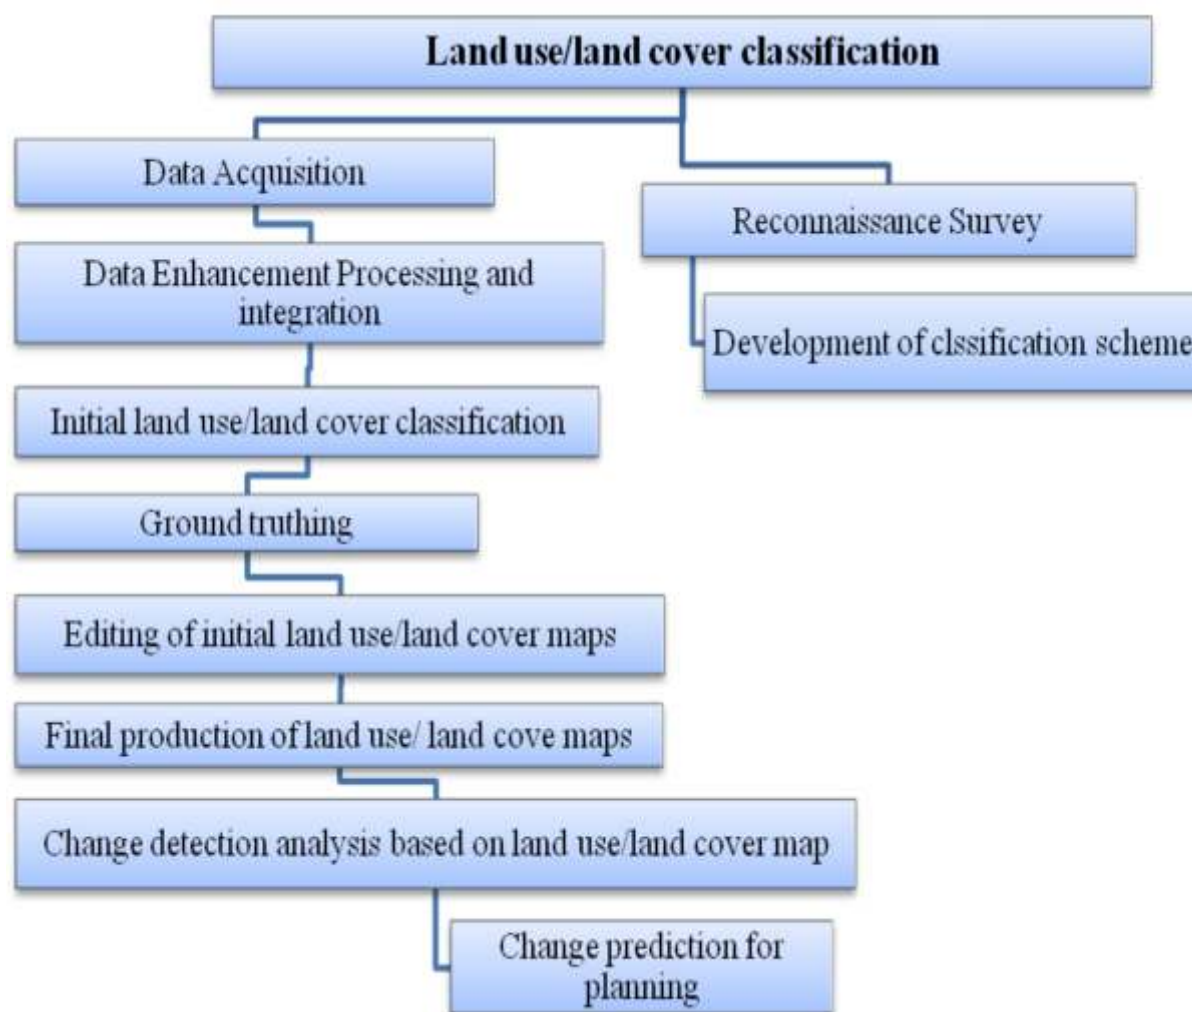 Land use/land cover classification
Data Acquisition
Reconnaissance Survey
Data Enhancement Processing and
integration
Development of clssification scheme
Initial land use/land cover classification
Ground truthing
Editing of initial land use/land cover maps
Final production of land use/ land cove maps
Change detection analysis based on land use/land cover map
Change prediction for
planning